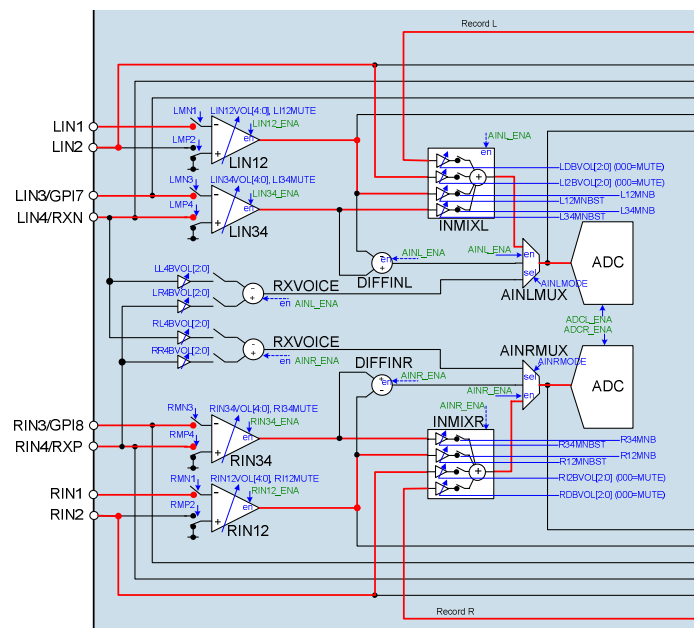 Record L
LMN1
LIN12VOL[4:0], LI12MUTE
LIN12_ENA
AINL_ENA
en
LIN1
LMP2
en
LIN2
LIN12
LDBVOL[2:0] (000=MUTE)
LMN3
LIN34VOL[4:0], LI34MUTE
LI2BVOL[2:0] (000=MUTE)
LIN3/GPI7
LIN34_ENA
L12MNB
LMP4
L12MNBST
LIN4/RXN
en
L34MNB
L34MNBST
LIN34
INMIXL
AINL_ENA
AINL_ENA
en
en
LL4BVOL[2:0]
DIFFINL
sel
ADC
RXVOICE
AINLMODE
LR4BVOL[2:0]
AINLMUX
en AINL_ENA
ADCL_ENA
RL4BVOL[2:0]
ADCR_ENA
RXVOICE
AINRMUX
RR4BVOL[2:0]
DIFFINR
AINRMODE
en AINR_ENA
AINR_ENA
sel
en
AINR_ENA
ADC
en
RMN3
RIN34VOL[4:0], RI34MUTE
AINR_ENA
RIN3/GPI8
RIN34_ENA
INMIXR
en
RMP4
R34MNB
RIN4/RXP
en
R34MNBST
R12MNB
RIN34
R12MNBST
RMN1
RIN12VOL[4:0], RI12MUTE
RI2BVOL[2:0] (000=MUTE)
RIN1
RIN12_ENA
RDBVOL[2:0] (000=MUTE)
RMP2
en
RIN2
RIN12
Record R